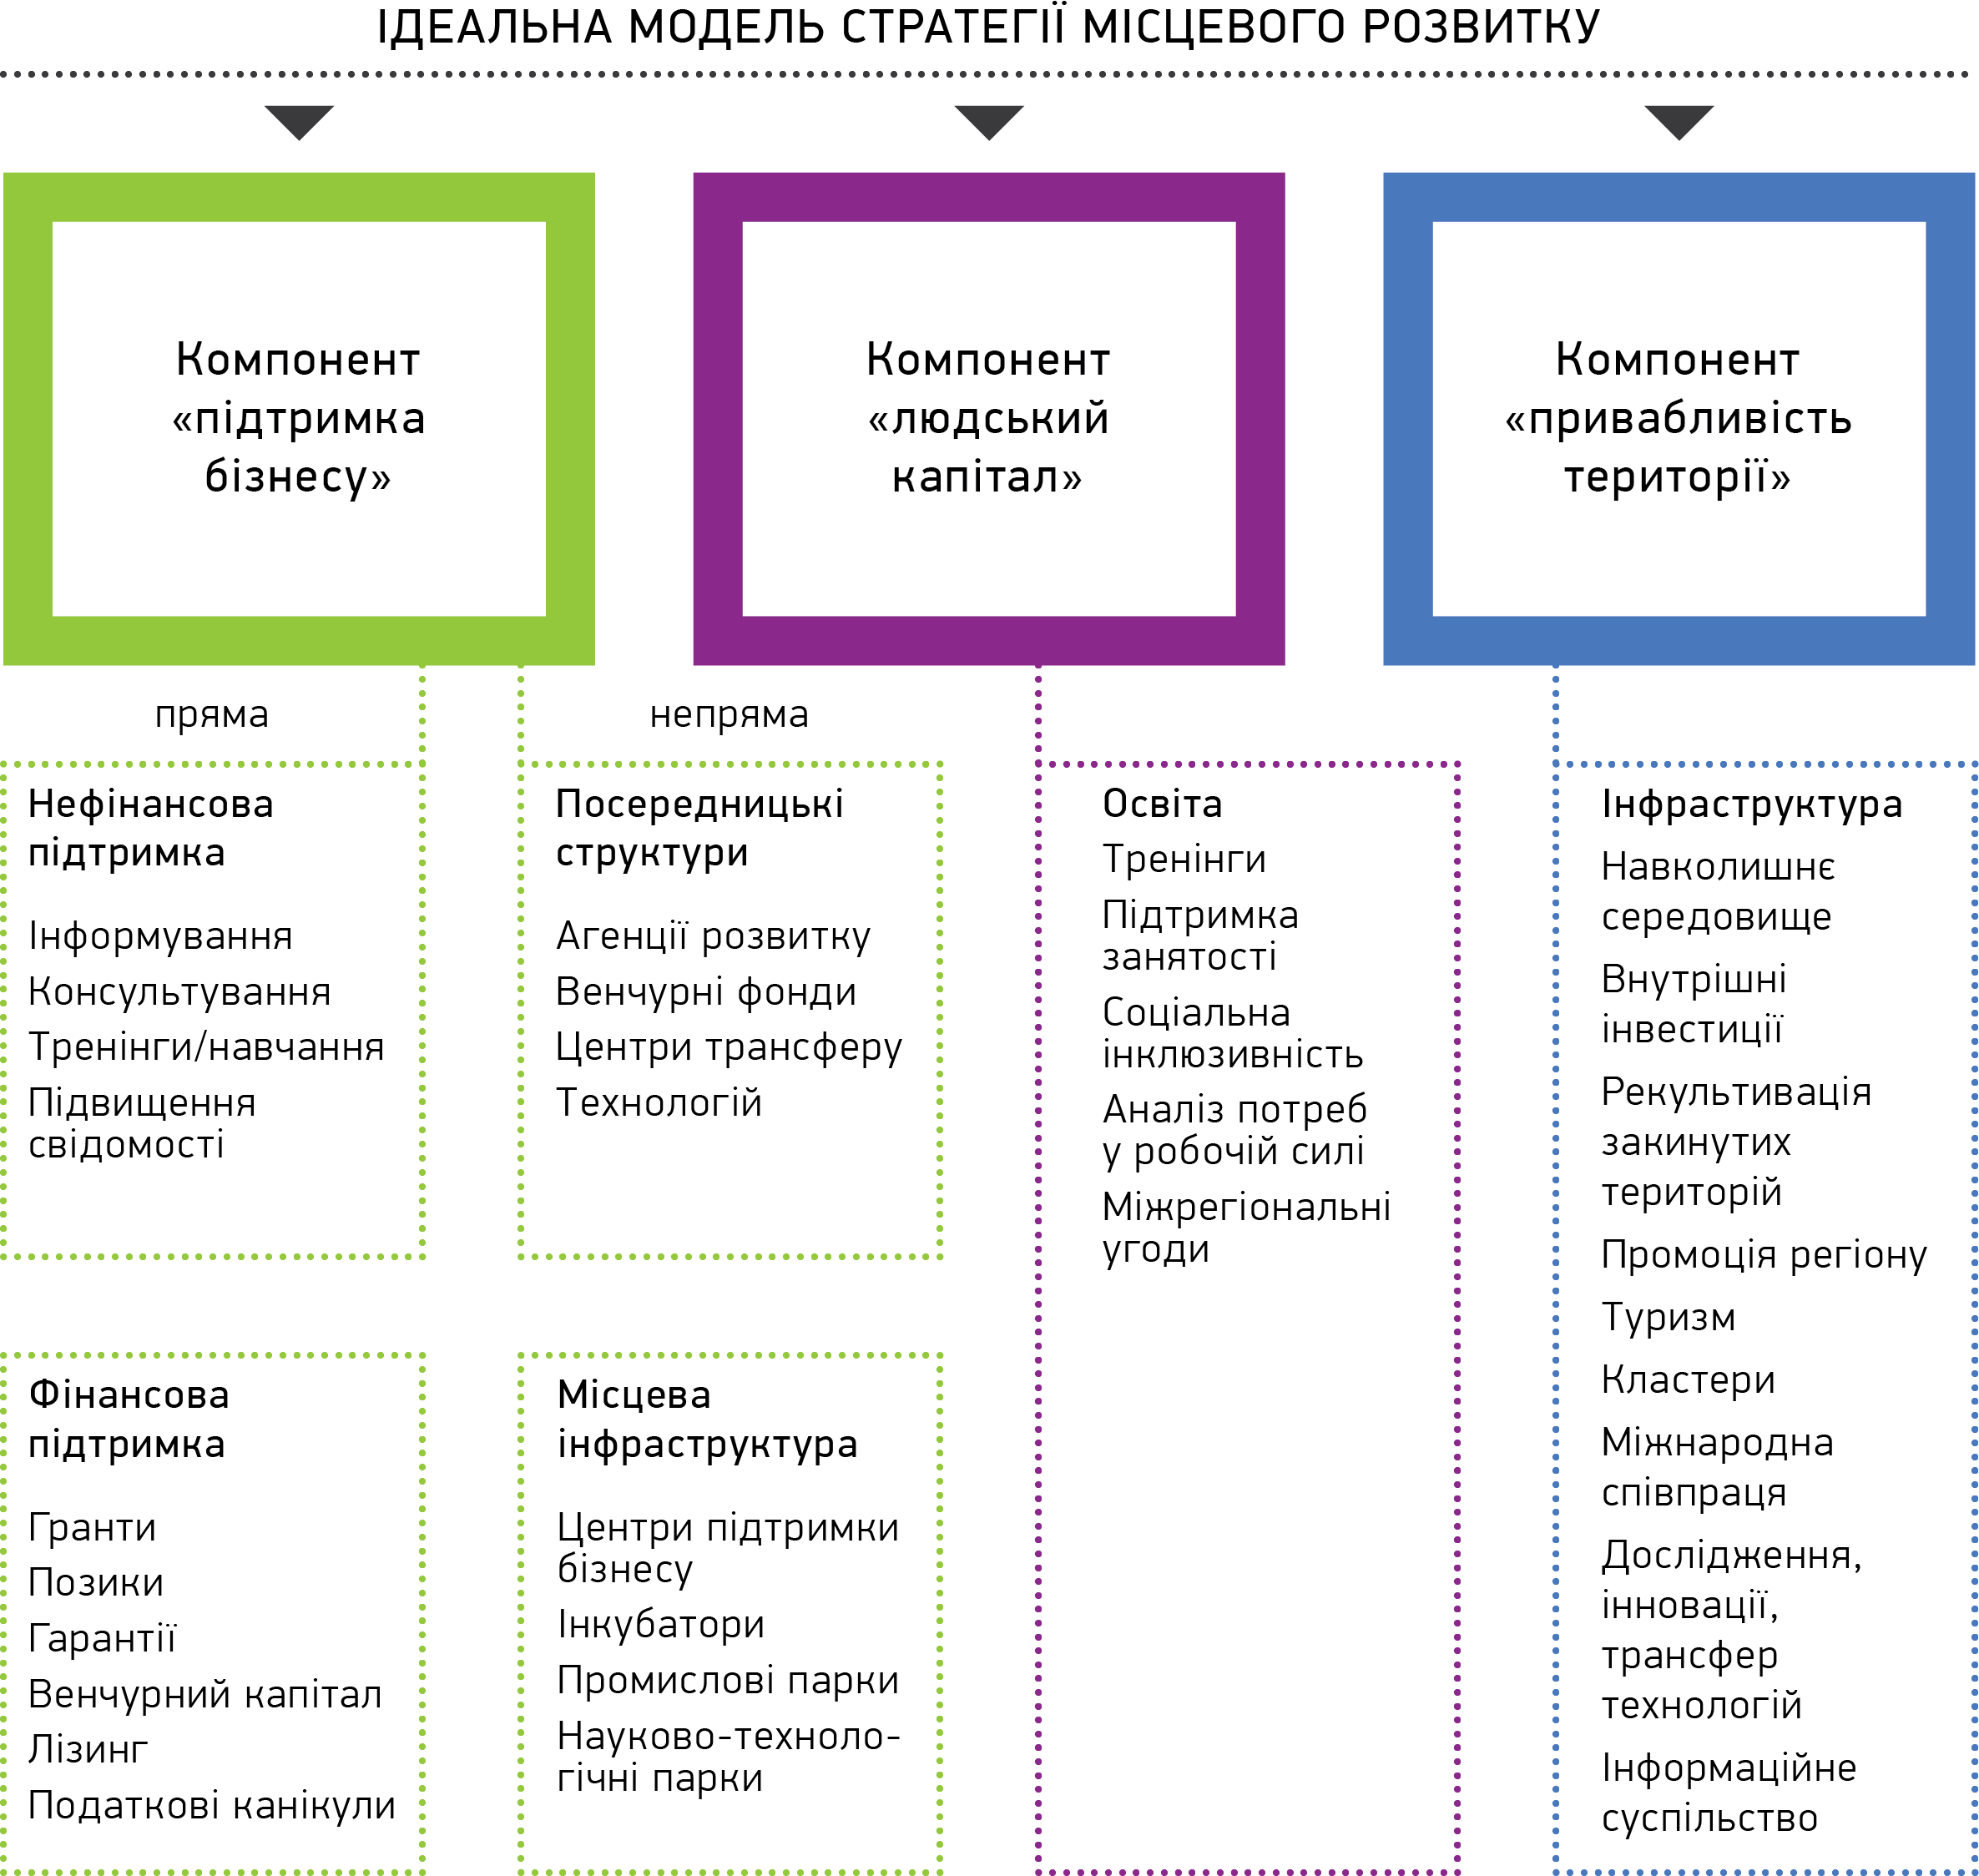 ІДЕАЛЬНА МОДЕЛЬ СТРАТЕГІЇ МІСЦЕВОГО РОЗВИТКУ
Компонент
«підтримка
бізнесу»
Компонент
«людський
капітал»
Компонент
«привабливість
території»
пряма
непряма
Нефінансова
підтримка
Інформування
Консультування
Тренінги/навчання
Підвищення
свідомості
Посередницькі
структури
Агенції розвитку
Венчурні фонди
Центри трансферу
Технологій
Фінансова
підтримка
Гранти
Позики
Гарантії
Венчурний капітал
Лізинг
Податкові канікули
Місцева
інфраструктура
Центри підтримки
бізнесу
Інкубатори
Промислові парки
Науково-техноло-
гічні парки
Освіта
Тренінги
Підтримка
занятості
Соціальна
інклюзивність
Аналіз потреб
у робочій силі
Міжрегіональні
угоди
Інфраструктура
Навколишнє
середовище
Внутрішні
інвестиції
Рекультивація
закинутих
територій
Промоція регіону
Туризм
Кластери
Міжнародна
співпраця
Дослідження,
інновації,
трансфер
технологій
Інформаційне
суспільство